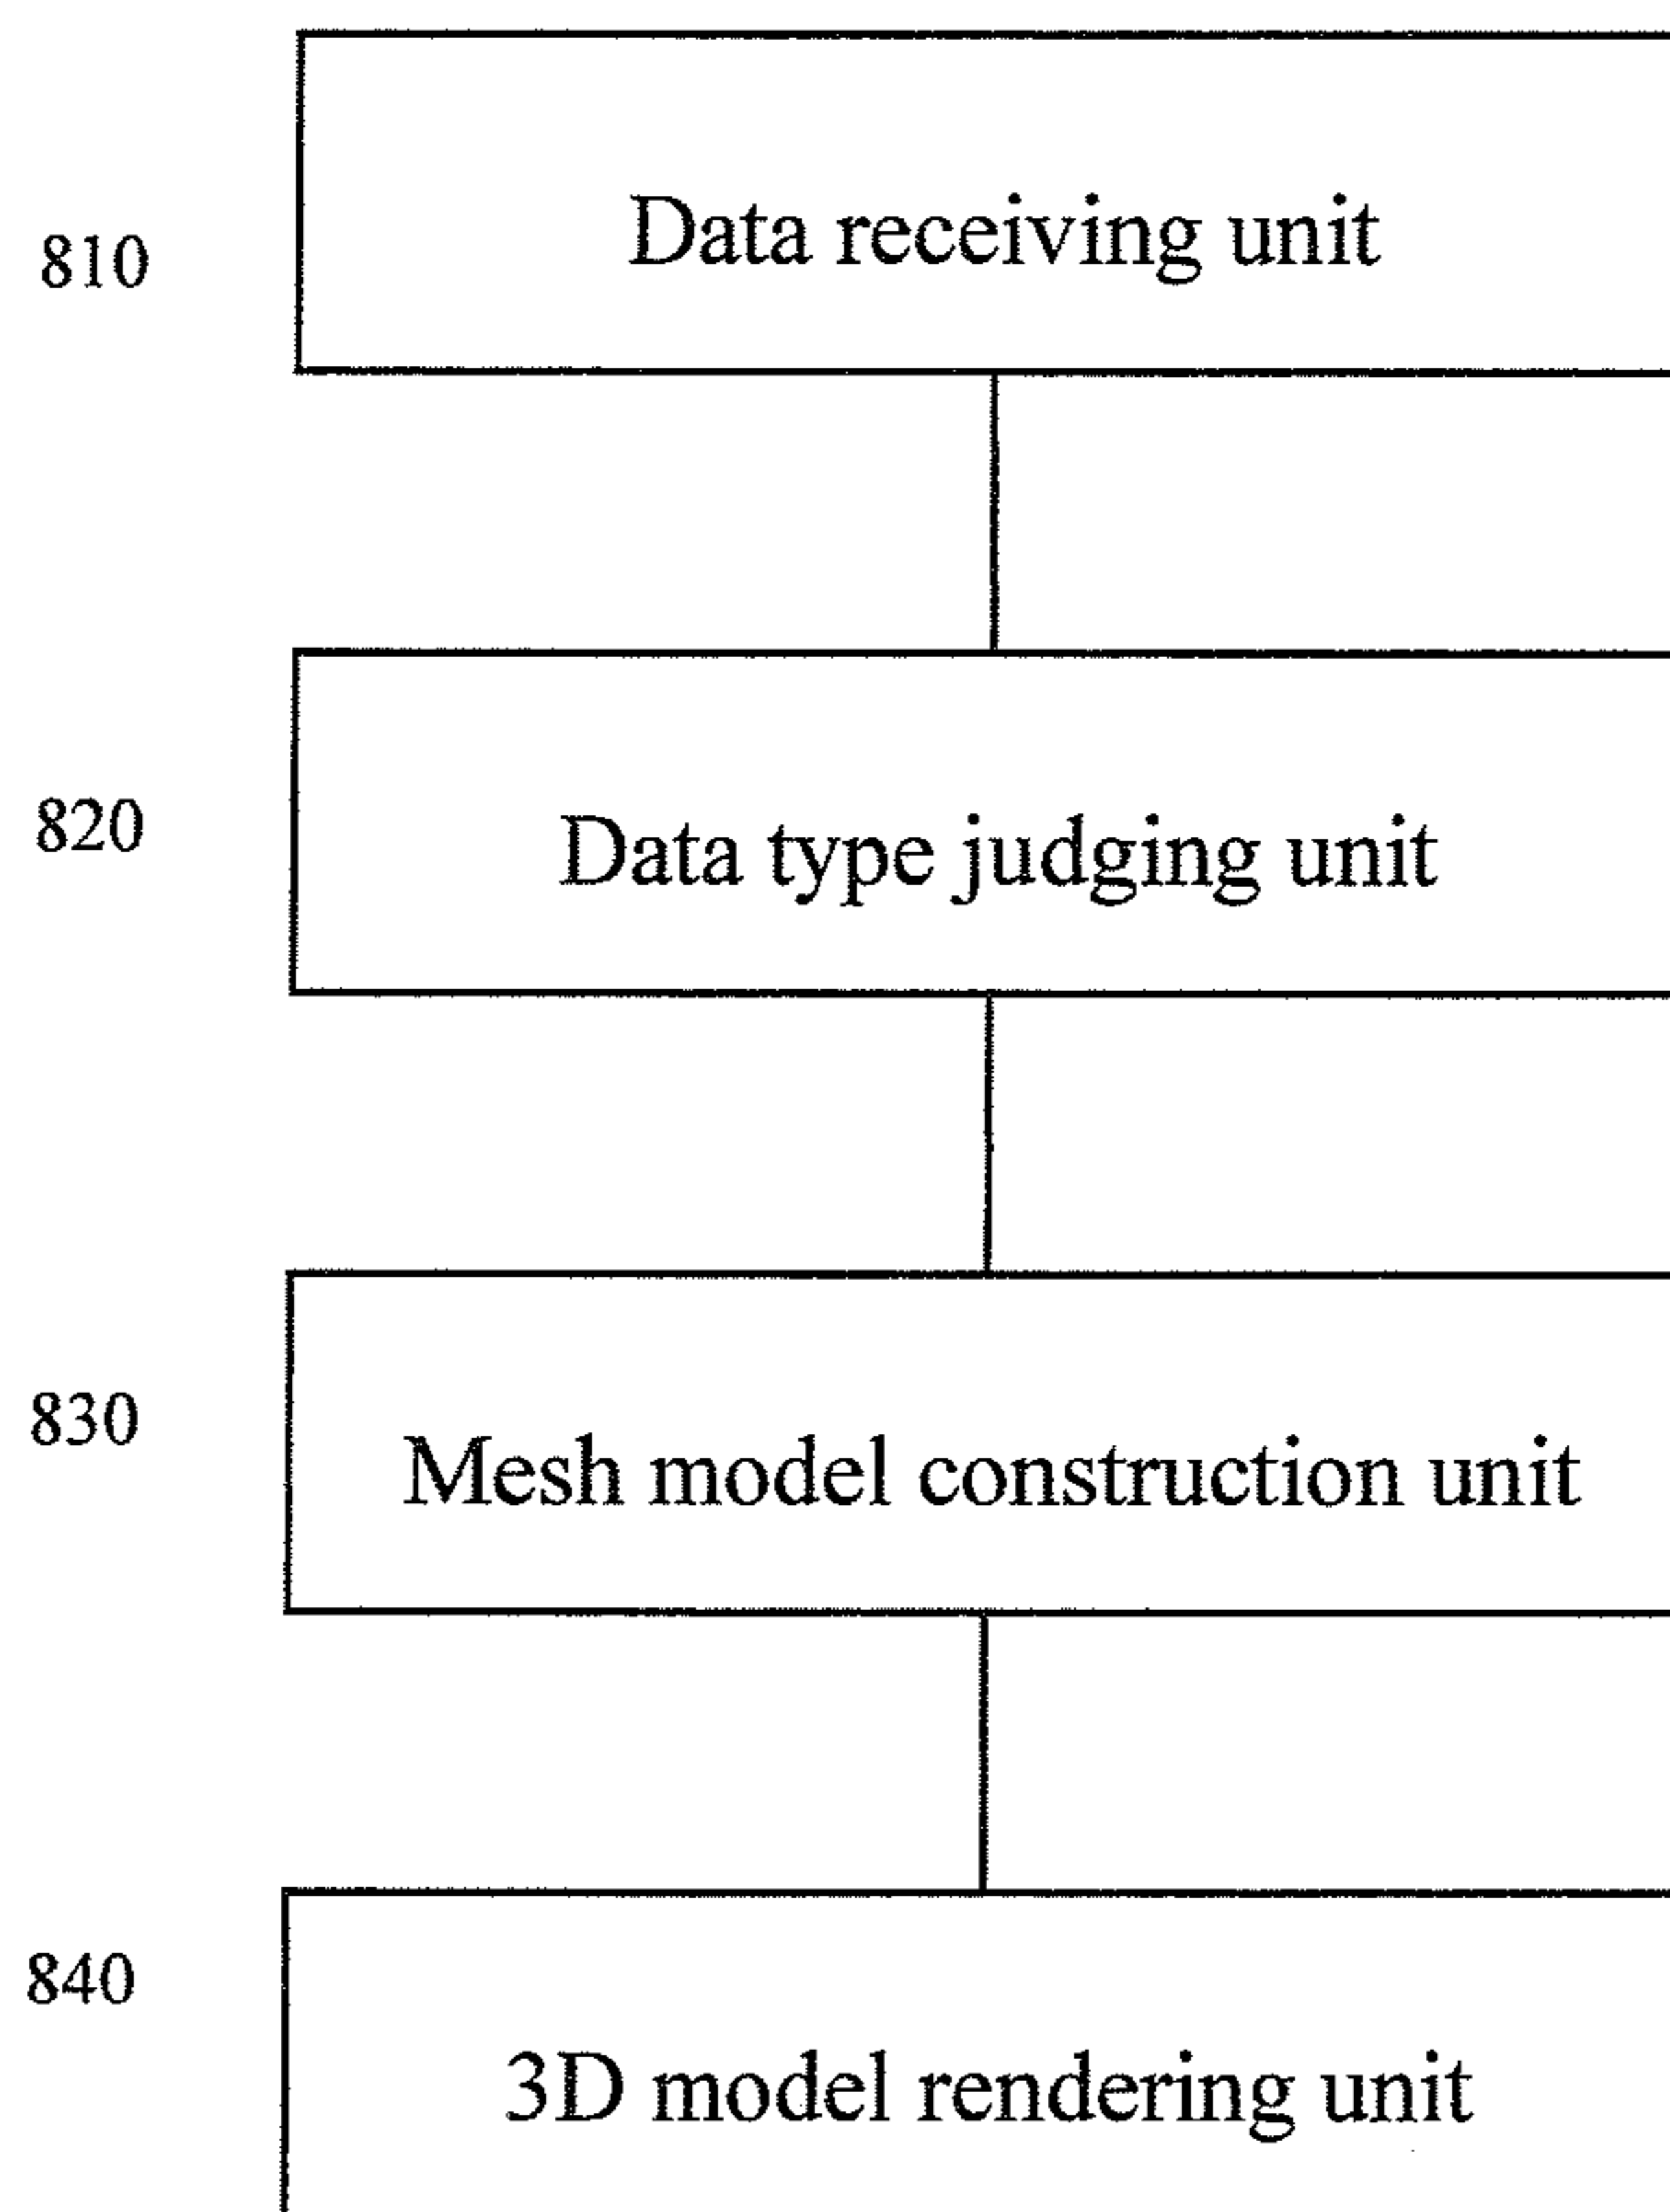 810
Data receiving unit
820
Data type judging unit
830
Mesh model construction unit
840
3D model rendering unit